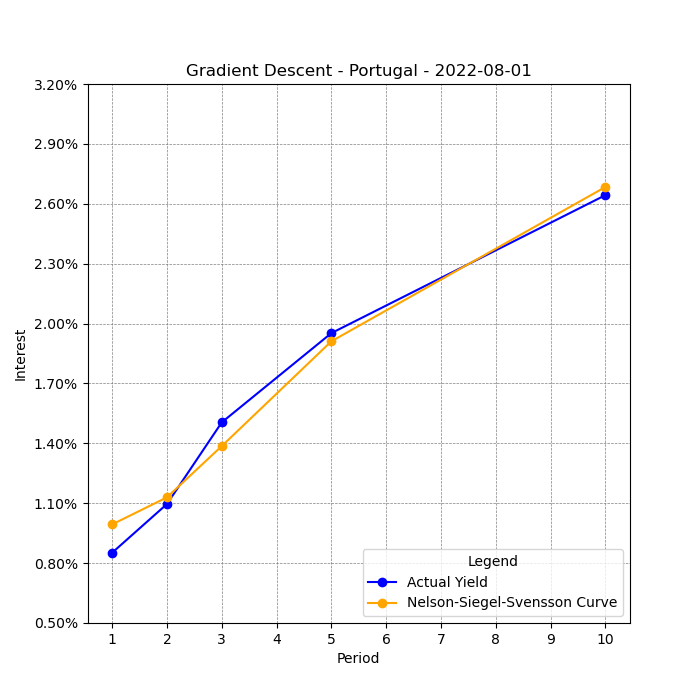 Gradient Descent - Portugal - 2022-08-01
3.20%
2.90%
2.60%
2.30%
2.00%
1.70%
1.40%
1.10%
0.80%
0.50%
Interest
Legend
Actual Yield
Nelson-Siegel-Svensson Curve
1 2 3 4 5 6 7 8 9 10
Period